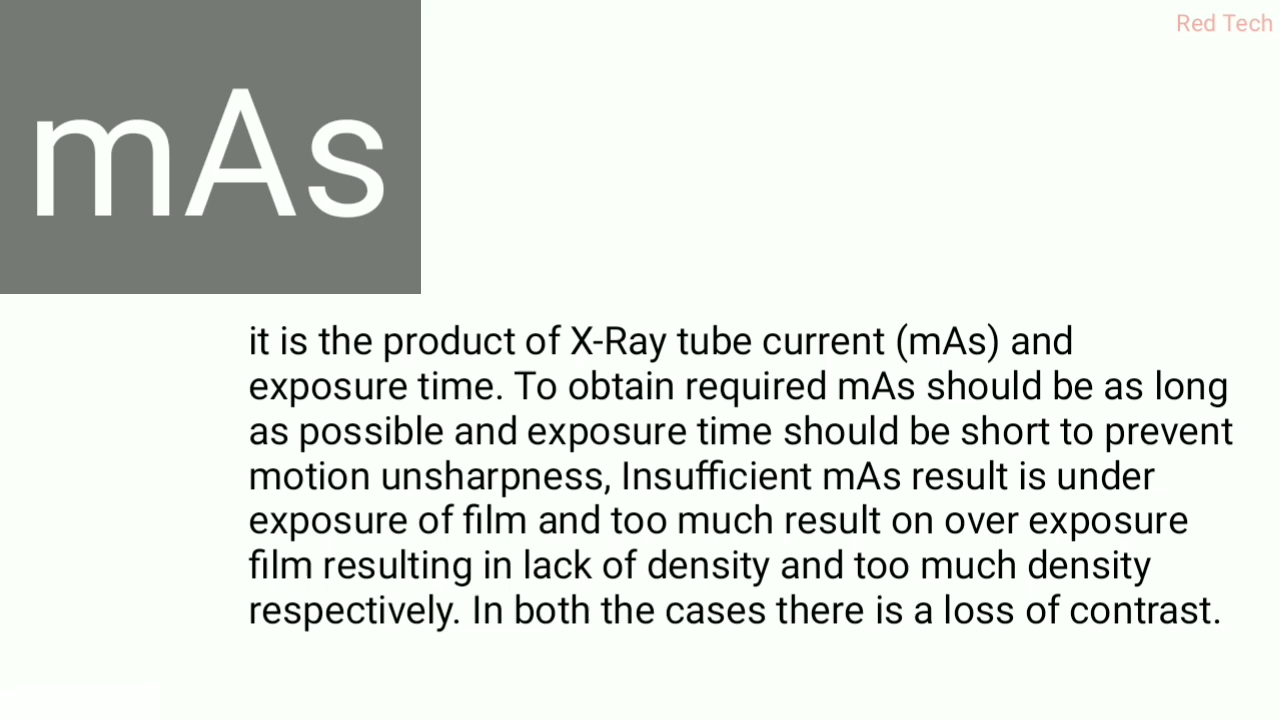 Red Tech
mAs
it is the product of X-Ray tube current (mAs) and
exposure time. To obtain required mAs should be as long
as possible and exposure time should be short to prevent
motion unsharpness, Insufficient mAs result is under
exposure of film and too much result on over exposure
film resulting in lack of density and too much density
respectively. In both the cases there is a loss of contrast.